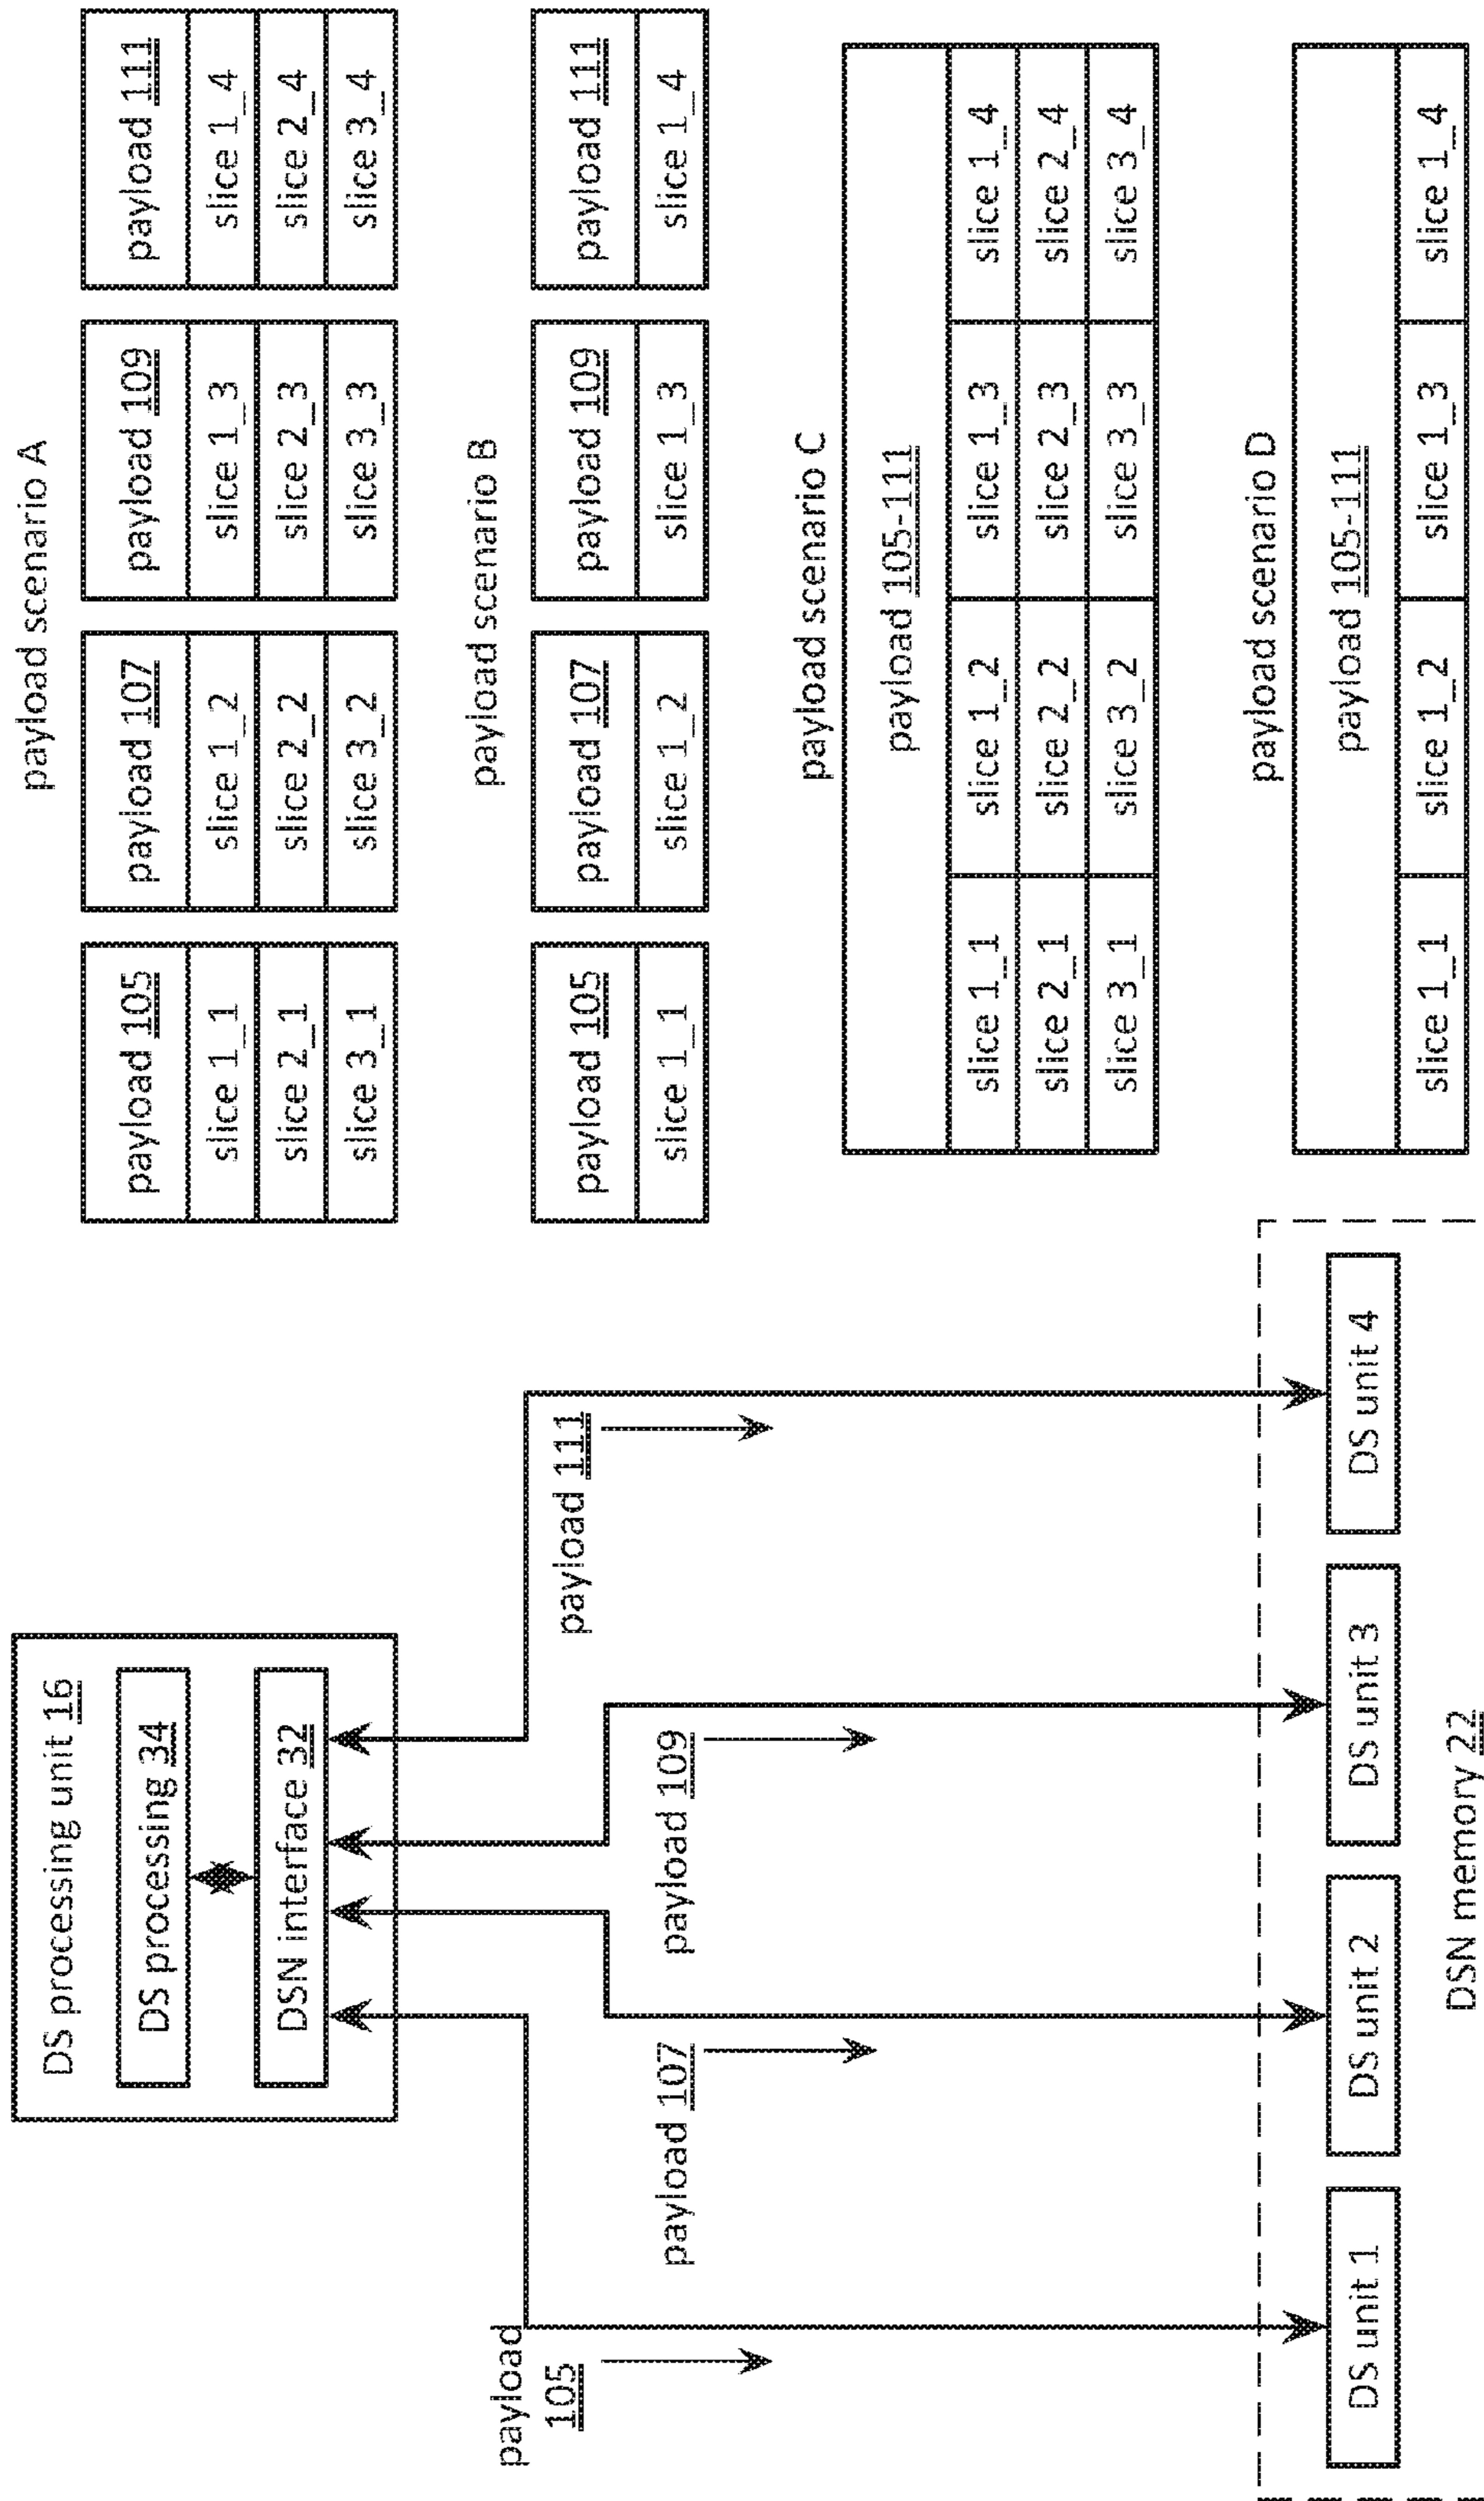 DS processing unit 16
DS processing 34
DSN interface 32
payload
105
payload 107
payload 109
payload 111
DS unit 1
DS unit 2
DS unit 3
DS unit 4
DSN memory 22
payload scenario A
payload 105
slice 1_1
slice 2_1
slice 3_1
payload 107
slice 1_2
slice 2_2
slice 3_2
payload 109
slice 1_3
slice 2_3
slice 3_3
payload 111
slice 1_4
slice 2_4
slice 3_4
payload scenario B
payload 105
slice 1_1
payload 107
slice 1_2
payload 109
slice 1_3
payload 111
slice 1_4
payload scenario C
payload 105-111
slice 1_1 slice 1_2 slice 1_3 slice 1_4
slice 2_1 slice 2_2 slice 2_3 slice 2_4
slice 3_1 slice 3_2 slice 3_3 slice 3_4
payload scenario D
payload 105-111
slice 1_1 slice 1_2 slice 1_3 slice 1_4